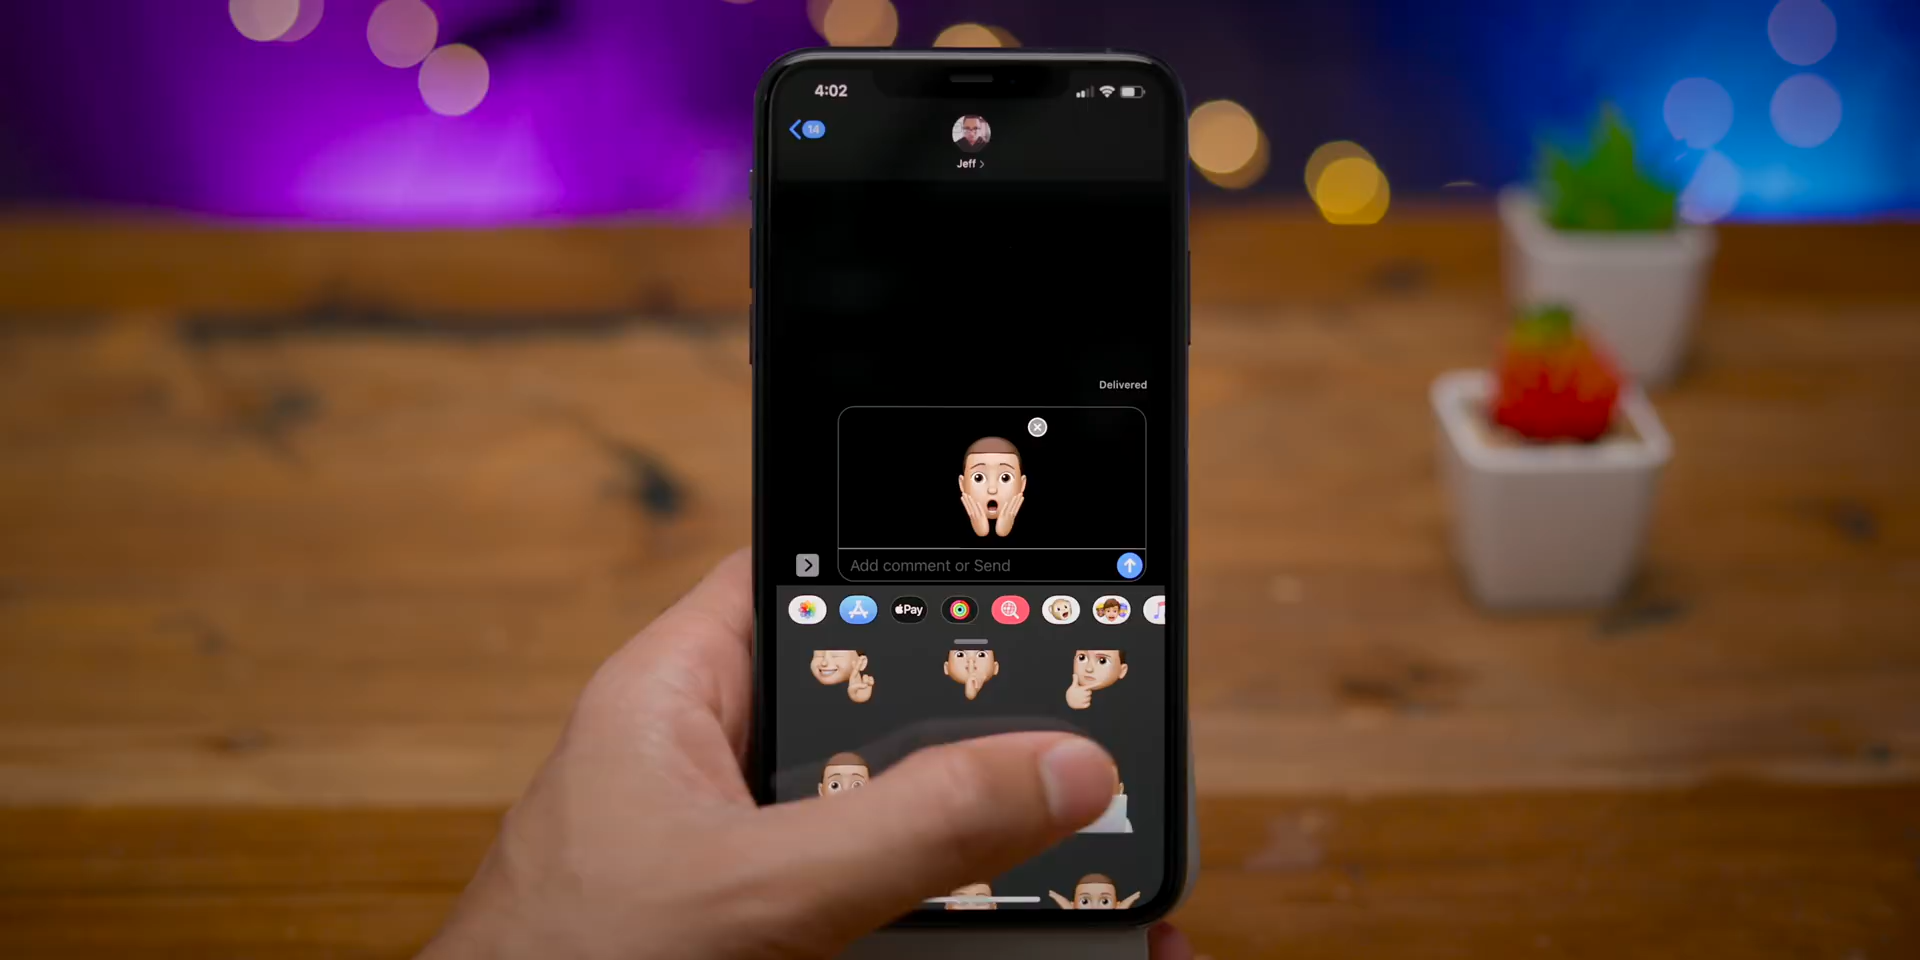 4:02
14
Jeff
Delivered
Add comment or Send
Pay